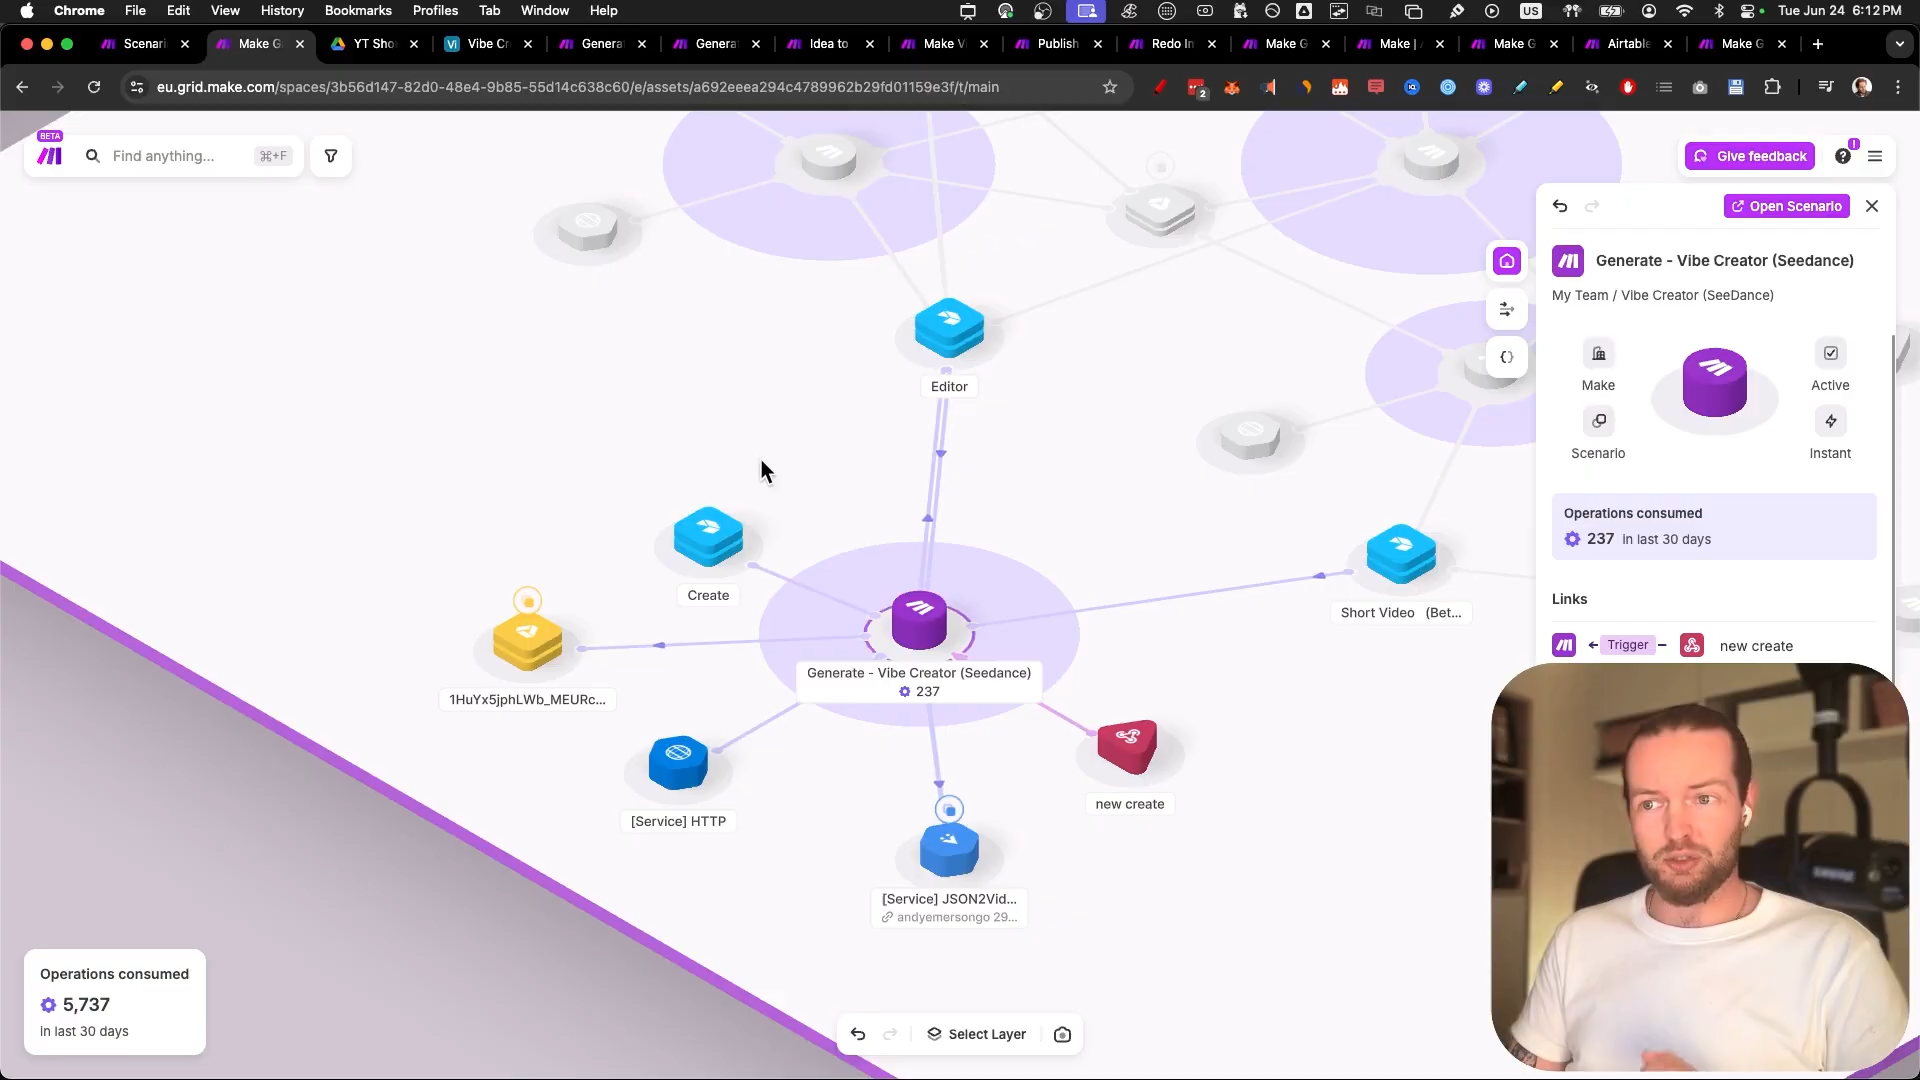 Chrome File Edit View History Bookmarks Profiles Tab Window Help
US
Tue Jun 24 6:12 PM
Scenari
Make G
YT Sho
Vi Vibe Cr
Genera
Genera
Idea to
Make V
Publish
Redo In
Make G
Make |
Make G
Airtable
Make G
eu.grid.make.com/spaces/3b56d147-82d0-48e4-9b85-55d14c638c60/e/assets/a692eeea294c4789962b29fd01159e3f/t/main
2
BETA
Find anything...
⌘+F
Give feedback
Open Scenario
Generate - Vibe Creator (Seedance)
My Team / Vibe Creator (SeeDance)
Make
Active
Scenario
Instant
Operations consumed
237 In last 30 days
Links
Trigger
new create
Editor
Create
Short Video (Bet...
Generate - Vibe Creator (Seedance)
237
1HuYx5jphLWb_MEURc...
[Service] HTTP
new create
[Service] JSON2Vid...
andyemersongo 29...
Operations consumed
5,737
In last 30 days
Select Layer